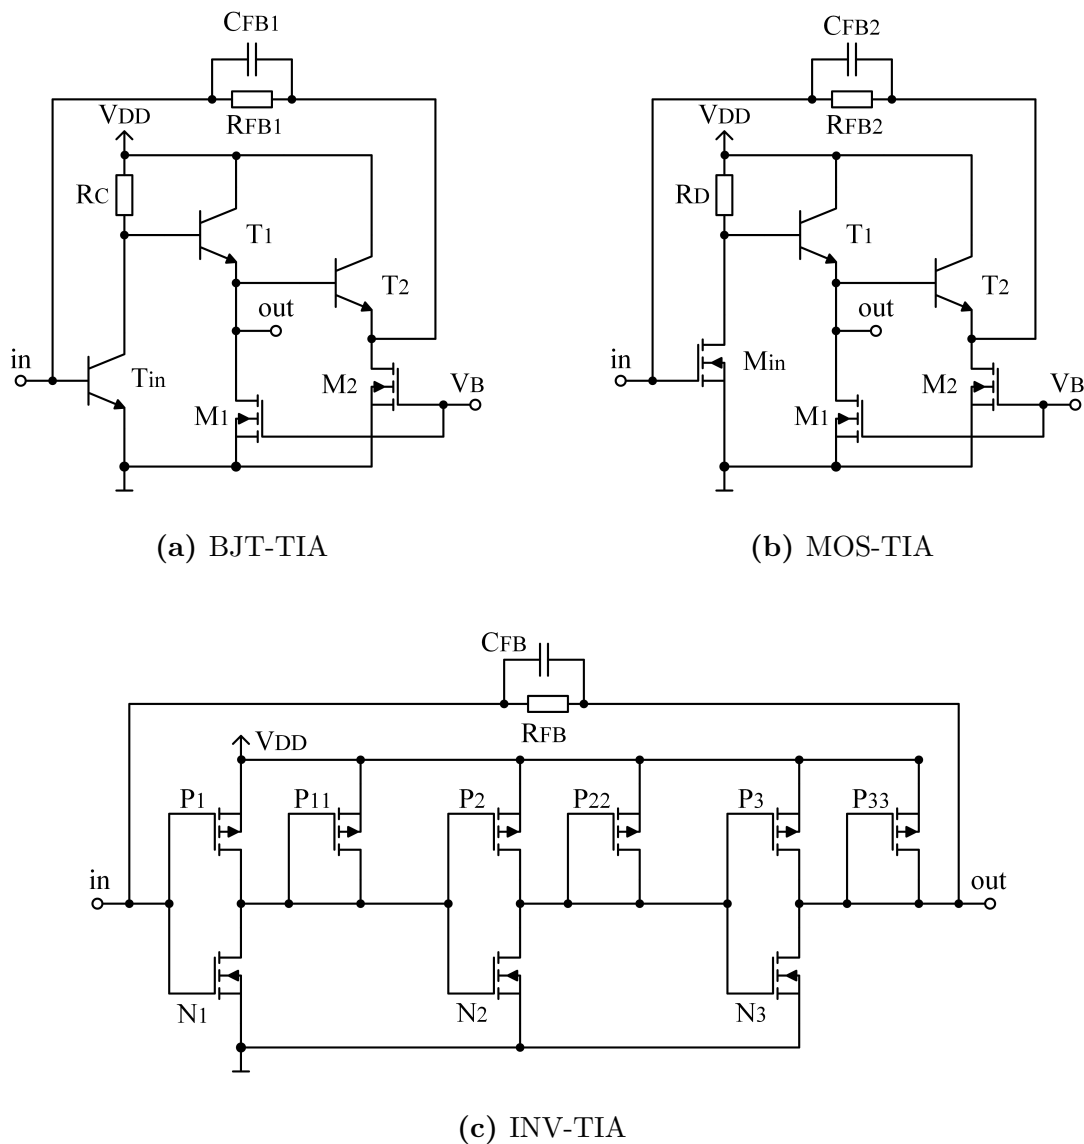 CFB1
RFB1
VDD
RC
T1
T2
out
in
Tin
M1
M2
VB
(a) BJT-TIA
CFB2
RFB2
VDD
RD
T1
T2
out
in
Min
M1
M2
VB
(b) MOS-TIA
CFB
RFB
VDD
P1
P11
P2
P22
P3
P33
in
out
N1
N2
N3
(c) INV-TIA